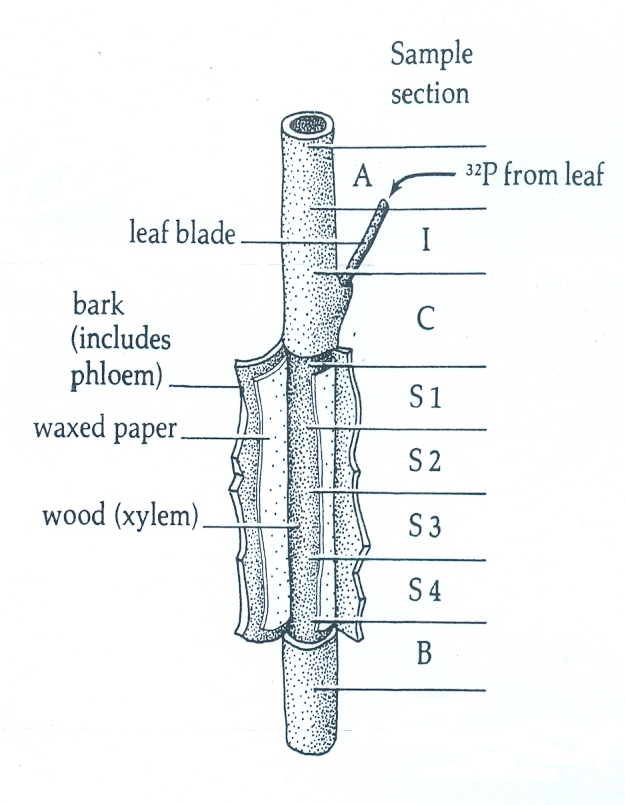 Sample
section
A
³²P from leaf
leaf blade
I
C
bark
(includes
phloem)
S 1
waxed paper
S 2
wood (xylem)
S 3
S 4
B